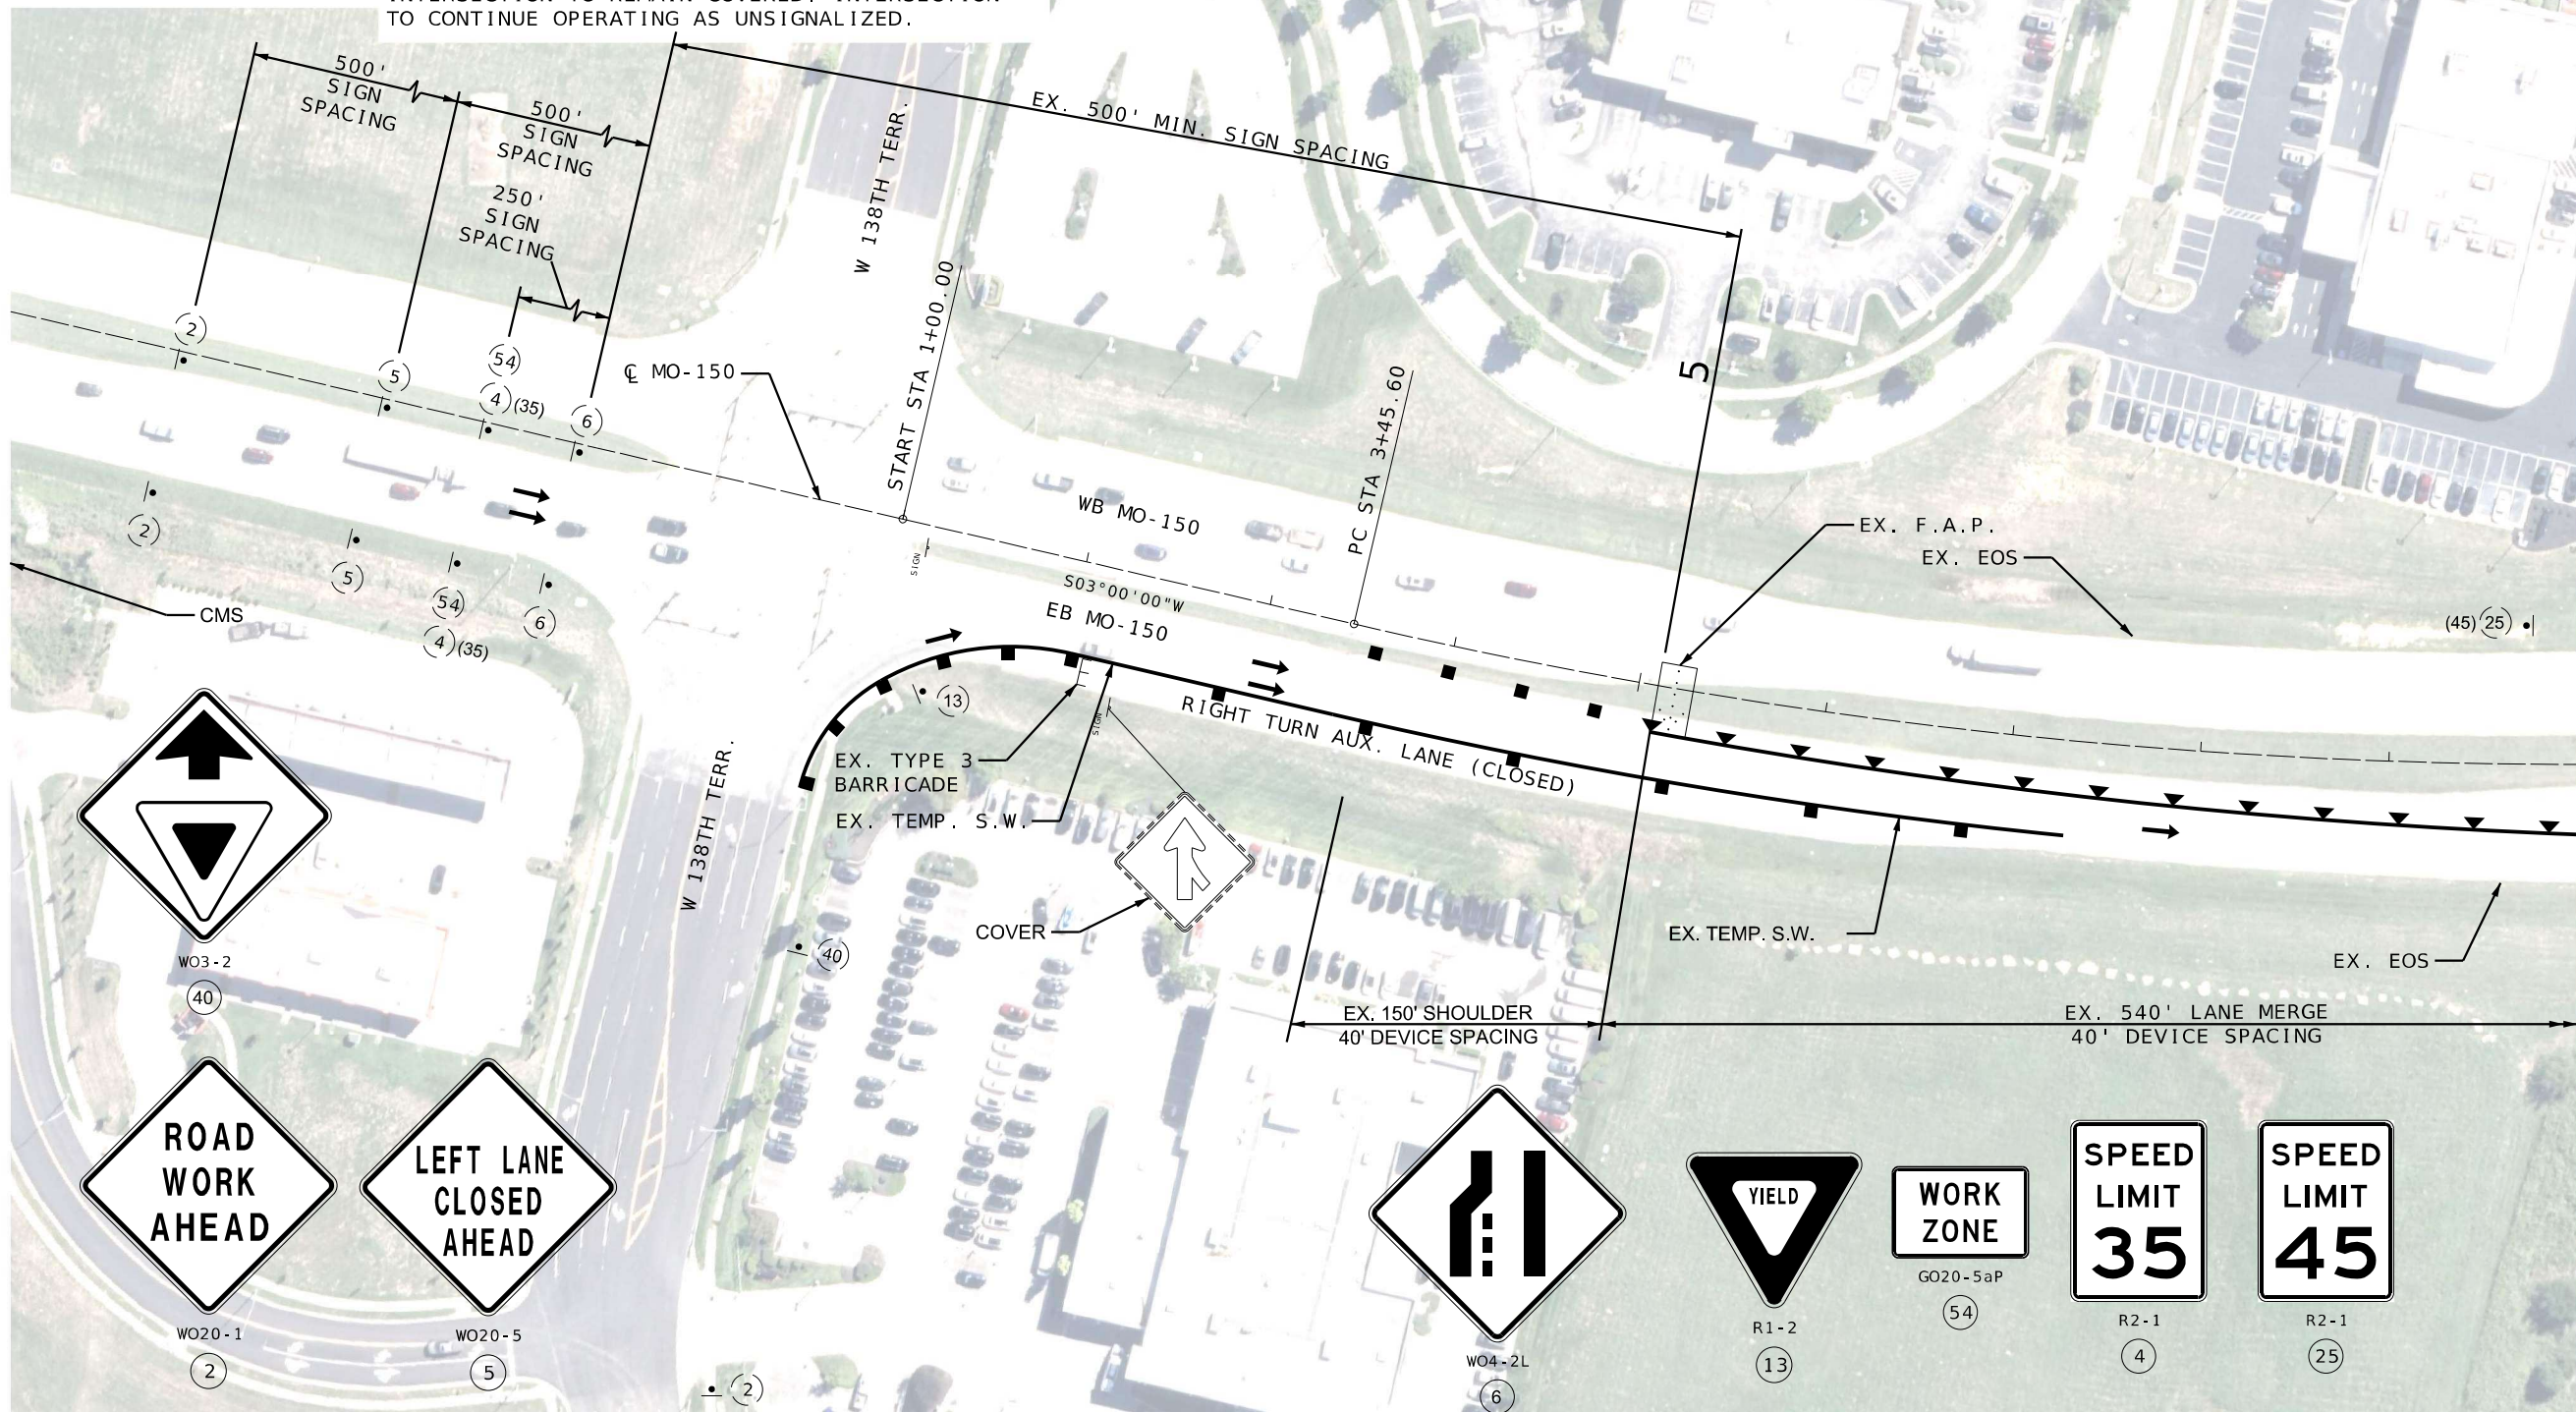 TO CONTINUE OPERATING AS UNSIGNALIZED.
500'
SIGN
SPACING
500'
SIGN
SPACING
250'
SIGN
SPACING
EX. 500' MIN. SIGN SPACING
W 138TH TERR.
START STA 1+00.00
PC STA 3+45.60
5
2
5
54
4 (35)
6
℄ MO-150
WB MO-150
SIGN
S03°00'00"W
EB MO-150
EX. F.A.P.
EX. EOS
(45) 25
2
5
54
4 (35)
6
CMS
13
SIGN
RIGHT TURN AUX. LANE (CLOSED)
EX. TYPE 3
BARRICADE
EX. TEMP. S.W.
W 138TH TERR.
COVER
40
EX. TEMP. S.W.
EX. EOS
EX. 150' SHOULDER
40' DEVICE SPACING
EX. 540' LANE MERGE
40' DEVICE SPACING
WO3-2
40
ROAD
WORK
AHEAD
WO20-1
2
LEFT LANE
CLOSED
AHEAD
WO20-5
5
2
WO4-2L
6
YIELD
R1-2
13
WORK
ZONE
GO20-5aP
54
SPEED
LIMIT
35
R2-1
4
SPEED
LIMIT
45
R2-1
25